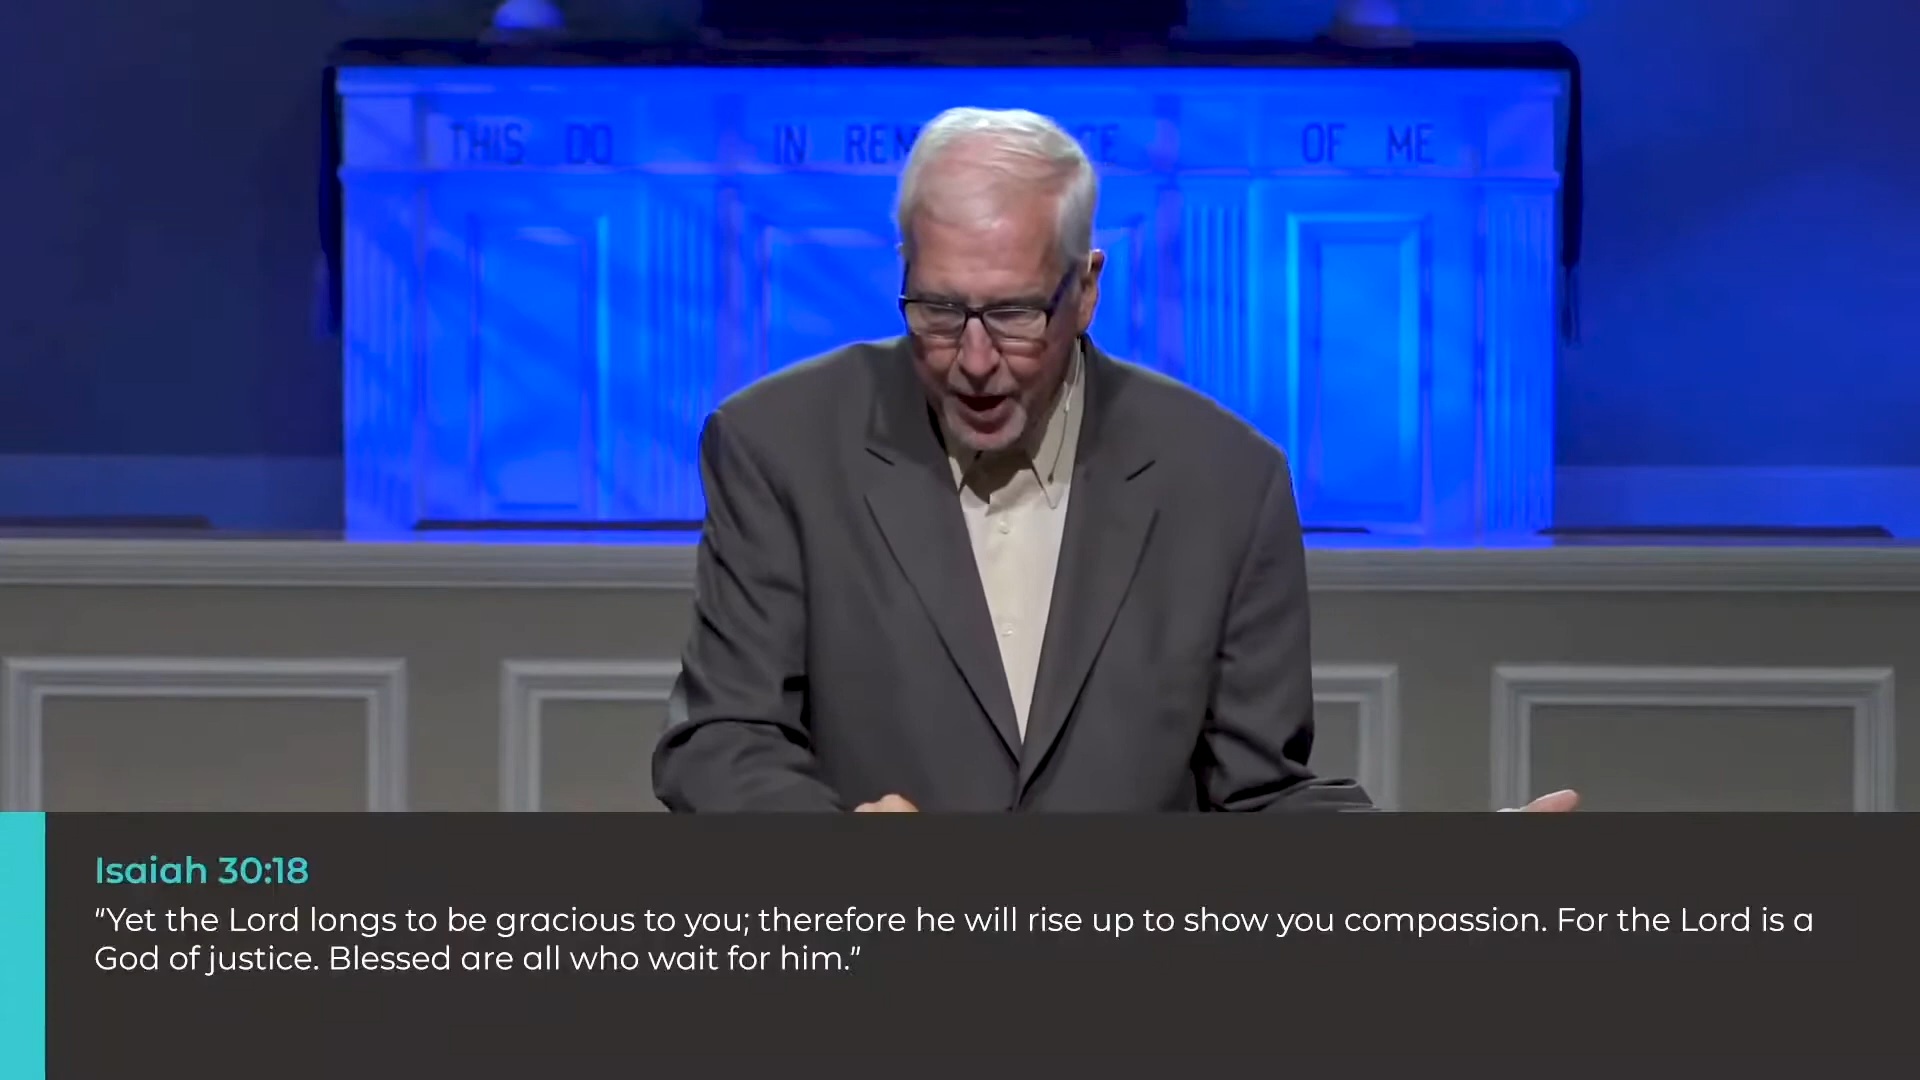 THIS DO IN REM CE OF ME
Isaiah 30:18
"Yet the Lord longs to be gracious to you; therefore he will rise up to show you compassion. For the Lord is a
God of justice. Blessed are all who wait for him."